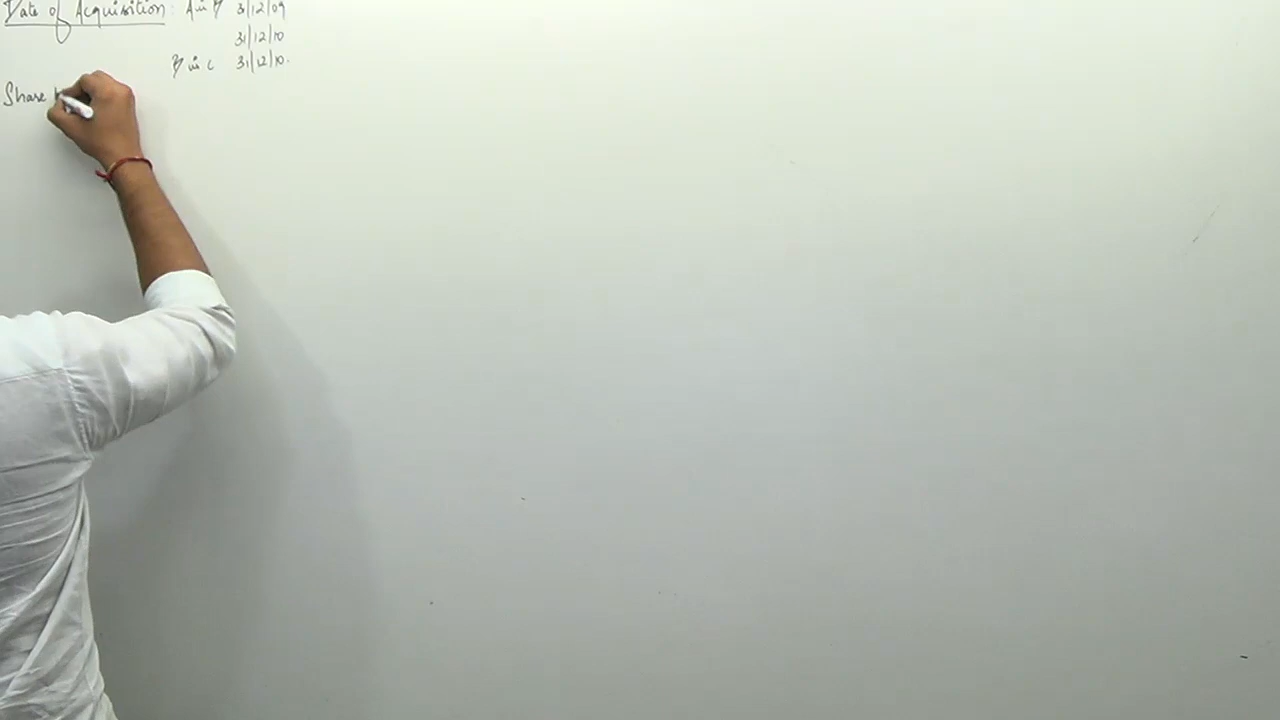 Date of Acquisition: A in B 31/12/09
31/12/10
B in C 31/12/10.
Share